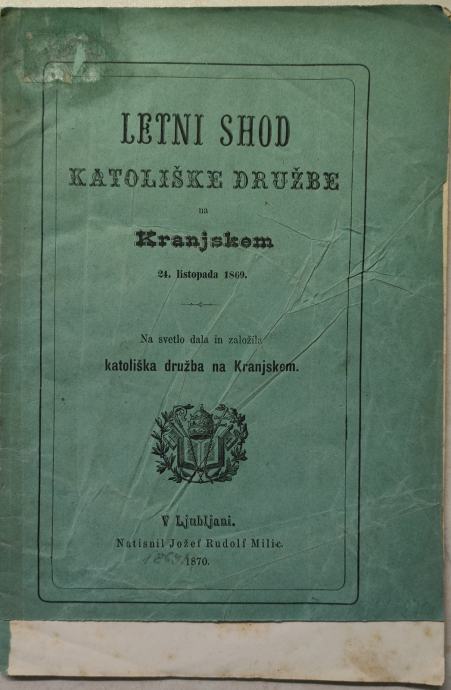 LETNI SHOD
KATOLIŠKE DRUŽBE
na
Kranjskem
24. listopada 1869.
Na svetlo dala in založila
katoliška družba na Kranjskem.
V Ljubljani.
Natisnil Jožef Rudolf Milic.
1870.